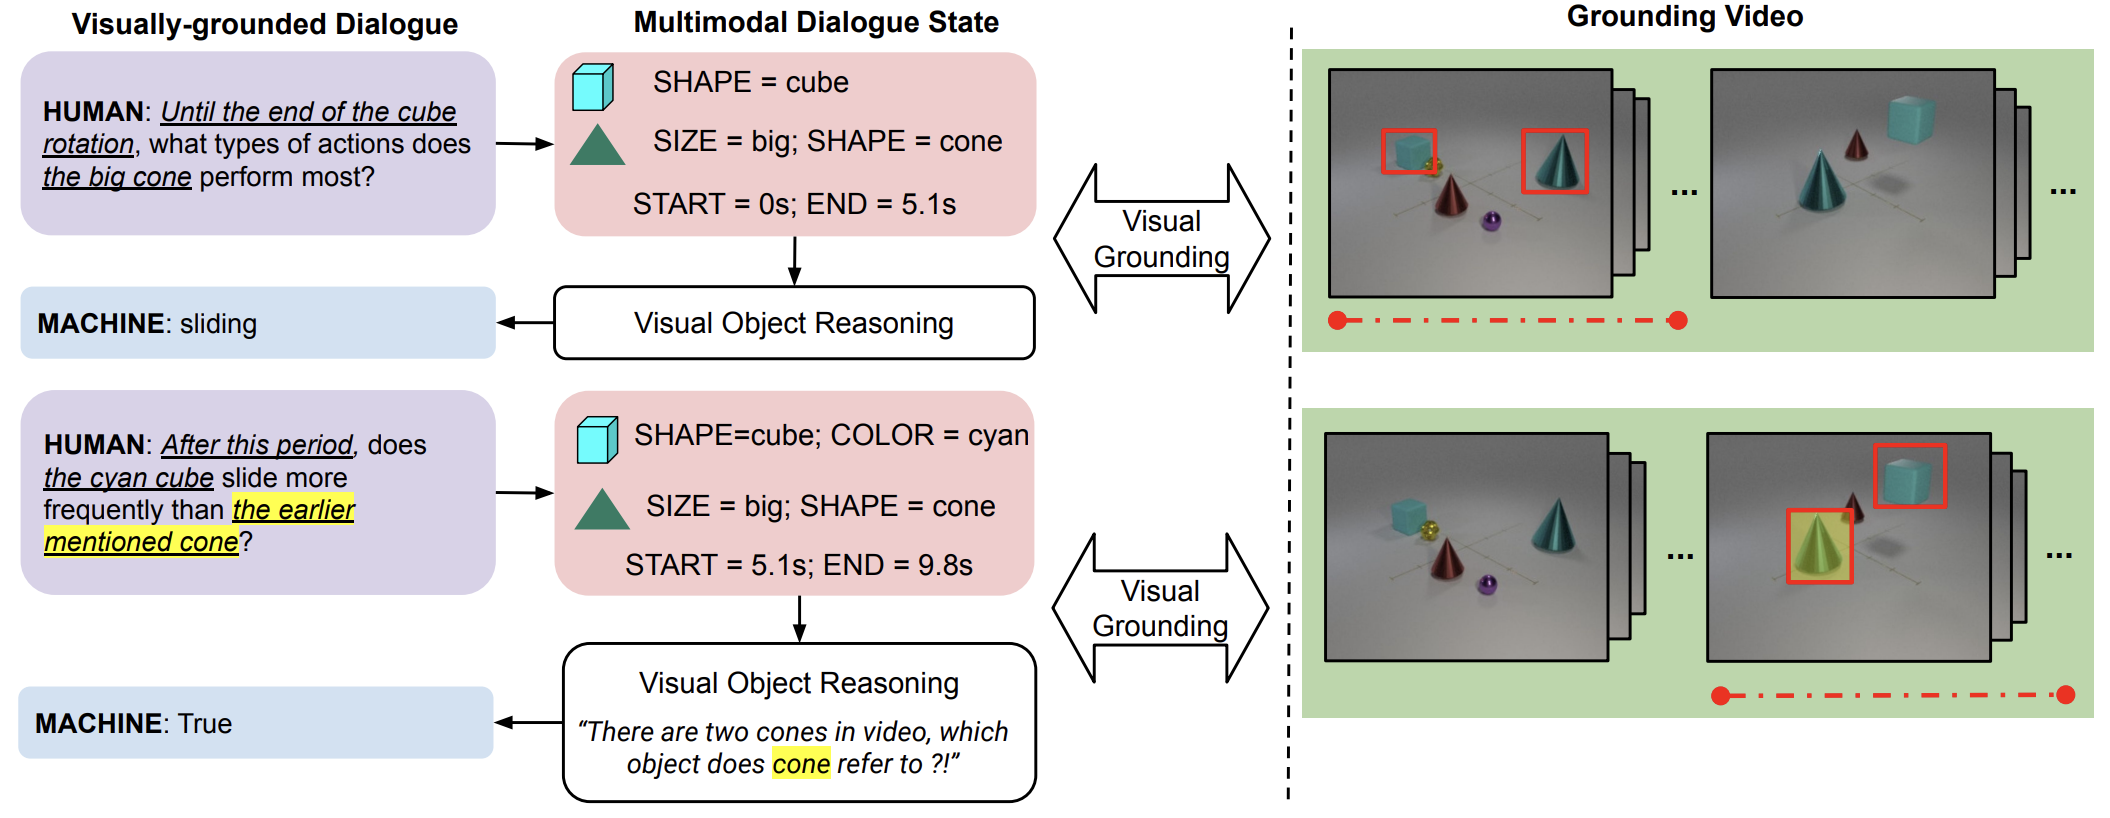 Visually-grounded Dialogue
Multimodal Dialogue State
Grounding Video
HUMAN: Until the end of the cube
rotation, what types of actions does
the big cone perform most?
SHAPE = cube
SIZE = big; SHAPE = cone
START = 0s; END = 5.1s
Visual
Grounding
...
...
MACHINE: sliding
Visual Object Reasoning
HUMAN: After this period, does
the cyan cube slide more
frequently than the earlier
mentioned cone?
SHAPE=cube; COLOR = cyan
SIZE = big; SHAPE = cone
START = 5.1s; END = 9.8s
Visual
Grounding
...
...
MACHINE: True
Visual Object Reasoning
“There are two cones in video, which
object does cone refer to ?!”